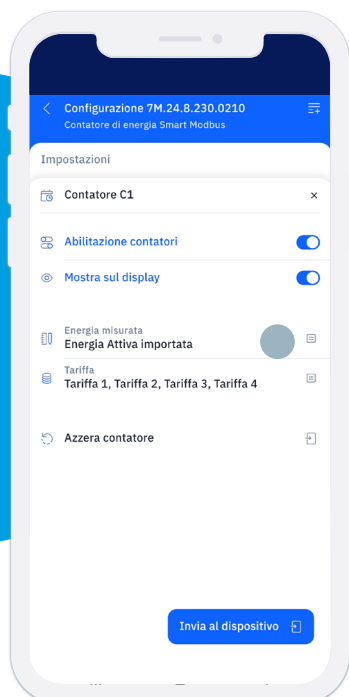 Configurazione 7M.24.8.230.0210
Contatore di energia Smart Modbus
Impostazioni
Contatore C1
Abilitazione contatori
Mostra sul display
Energia misurata
Energia Attiva importata
Tariffa
Tariffa 1, Tariffa 2, Tariffa 3, Tariffa 4
Azzera contatore
Invia al dispositivo